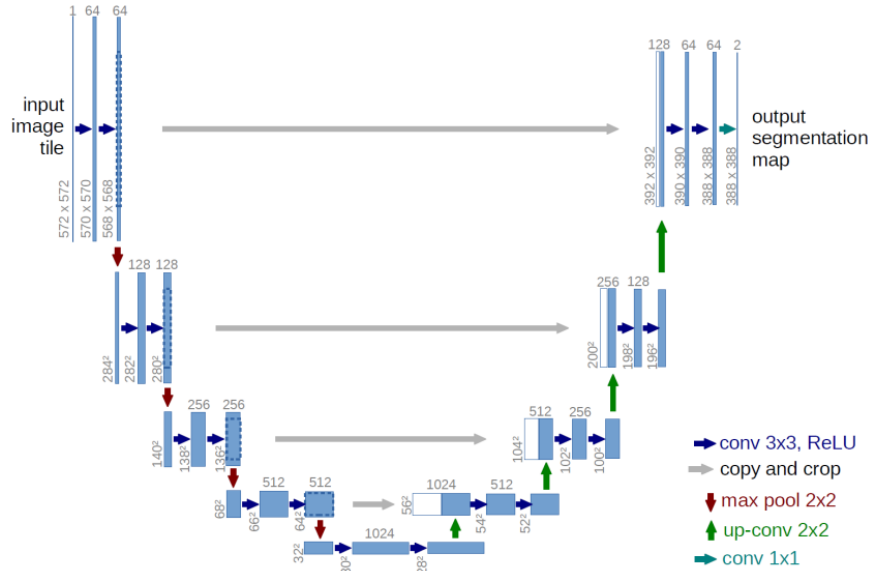 1 64 64
128 64 64 2
input
image
tile
output
segmentation
map
572 x 572
570 x 570
568 x 568
392 x 392
390 x 390
388 x 388
388 x 388
128 128
256 128
284²
282²
280²
200²
198²
196²
256 256
512 256
140²
138²
136²
104²
102²
100²
512 512
1024 512
68²
66²
64²
56²
54²
52²
1024
32²
30²
28²
conv 3x3, ReLU
copy and crop
max pool 2x2
up-conv 2x2
conv 1x1